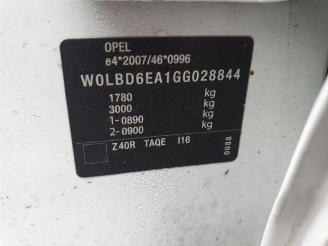 OPEL
e4*2007/46*0996
W0LBD6EA1GG028844
1780 kg
3000 kg
1-0890 kg
2-0900 kg
Z40R TAQE I16
0088